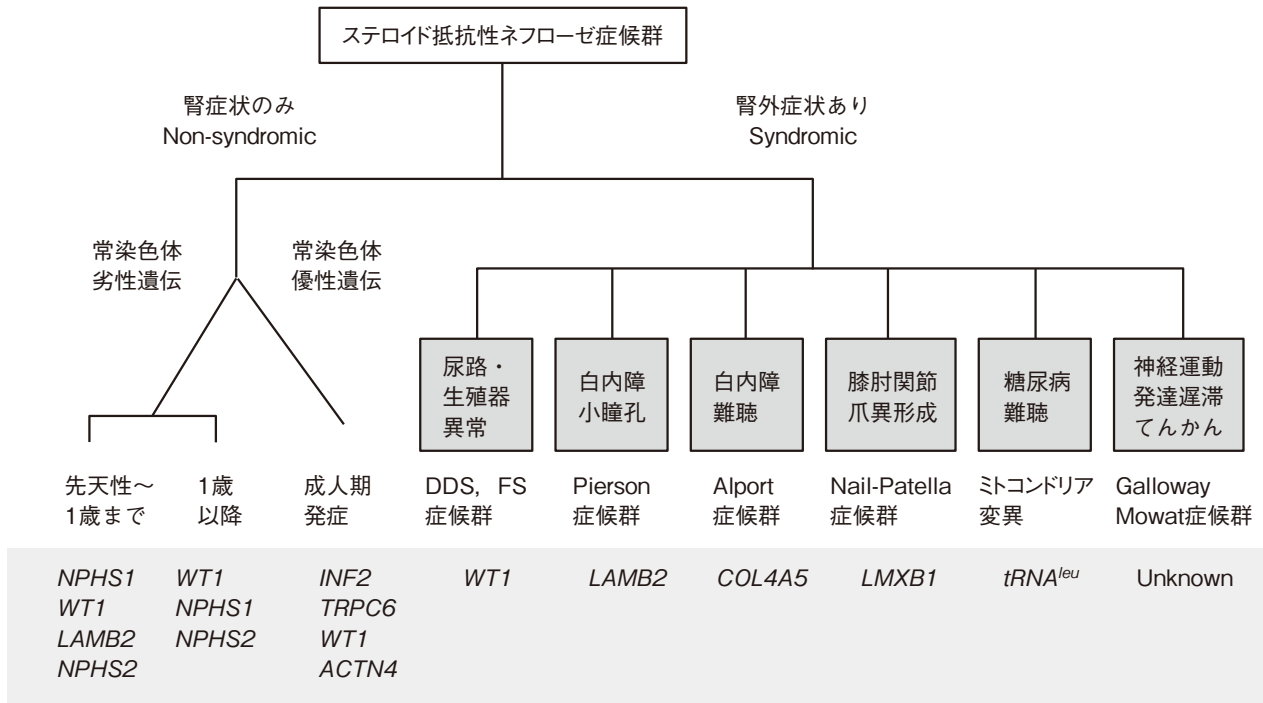 ステロイド抵抗性ネフローゼ症候群
腎症状のみ
Non-syndromic
腎外症状あり
Syndromic
常染色体
劣性遺伝
常染色体
優性遺伝
尿路・
生殖器
異常
白内障
小瞳孔
白内障
難聴
膝肘関節
爪異形成
糖尿病
難聴
神経運動
発達遅滞
てんかん
先天性～
1歳まで
1歳
以降
成人期
発症
DDS, FS
症候群
Pierson
症候群
Alport
症候群
Nail-Patella
症候群
ミトコンドリア
変異
Galloway
Mowat症候群
NPHS1
WT1
LAMB2
NPHS2
WT1
NPHS1
NPHS2
INF2
TRPC6
WT1
ACTN4
WT1
LAMB2
COL4A5
LMXB1
tRNAleu
Unknown